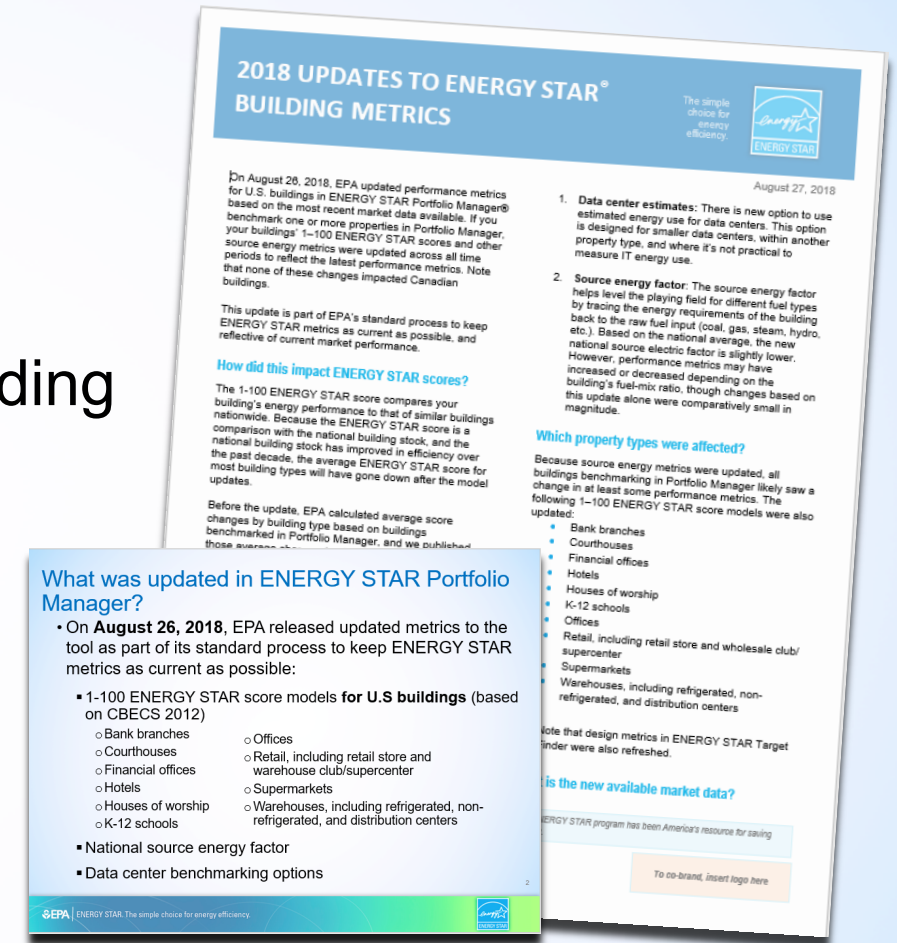 ding
2018 UPDATES TO ENERGY STAR®
BUILDING METRICS
The simple
choice for
energy
efficiency.
energy
ENERGY STAR
August 27, 2018
On August 26, 2018, EPA updated performance metrics
for U.S. buildings in ENERGY STAR Portfolio Manager®
based on the most recent market data available. If you
benchmark one or more properties in Portfolio Manager,
your buildings' 1–100 ENERGY STAR scores and other
source energy metrics were updated across all time
periods to reflect the latest performance metrics. Note
that none of these changes impacted Canadian
buildings.
This update is part of EPA's standard process to keep
ENERGY STAR metrics as current as possible, and
reflective of current market performance.
How did this impact ENERGY STAR scores?
The 1-100 ENERGY STAR score compares your
building's energy performance to that of similar buildings
nationwide. Because the ENERGY STAR score is a
comparison with the national building stock, and the
national building stock has improved in efficiency over
the past decade, the average ENERGY STAR score for
most building types will have gone down after the model
updates.
Before the update, EPA calculated average score
changes by building type based on buildings
benchmarked in Portfolio Manager, and we published
those average
1. Data center estimates: There is new option to use
estimated energy use for data centers. This option
is designed for smaller data centers, within another
property type, and where it's not practical to
measure IT energy use.
2. Source energy factor: The source energy factor
helps level the playing field for different fuel types
by tracing the energy requirements of the building
back to the raw fuel input (coal, gas, steam, hydro,
etc.). Based on the national average, the new
national source electric factor is slightly lower.
However, performance metrics may have
increased or decreased depending on the
building's fuel-mix ratio, though changes based on
this update alone were comparatively small in
magnitude.
Which property types were affected?
Because source energy metrics were updated, all
buildings benchmarking in Portfolio Manager likely saw a
change in at least some performance metrics. The
following 1–100 ENERGY STAR score models were also
updated:
• Bank branches
• Courthouses
• Financial offices
• Hotels
• Houses of worship
• K-12 schools
• Offices
• Retail, including retail store and wholesale club/
supercenter
• Supermarkets
• Warehouses, including refrigerated, non-
refrigerated, and distribution centers
Note that design metrics in ENERGY STAR Target
Finder were also refreshed.
is the new available market data?
ENERGY STAR program has been America's resource for saving
To co-brand, insert logo here
What was updated in ENERGY STAR Portfolio
Manager?
• On August 26, 2018, EPA released updated metrics to the
tool as part of its standard process to keep ENERGY STAR
metrics as current as possible:
▪ 1-100 ENERGY STAR score models for U.S buildings (based
on CBECS 2012)
○ Bank branches
○ Courthouses
○ Financial offices
○ Hotels
○ Houses of worship
○ K-12 schools
○ Offices
○ Retail, including retail store and
warehouse club/supercenter
○ Supermarkets
○ Warehouses, including refrigerated, non-
refrigerated, and distribution centers
▪ National source energy factor
▪ Data center benchmarking options
2
EPA | ENERGY STAR. The simple choice for energy efficiency.
energy
ENERGY STAR